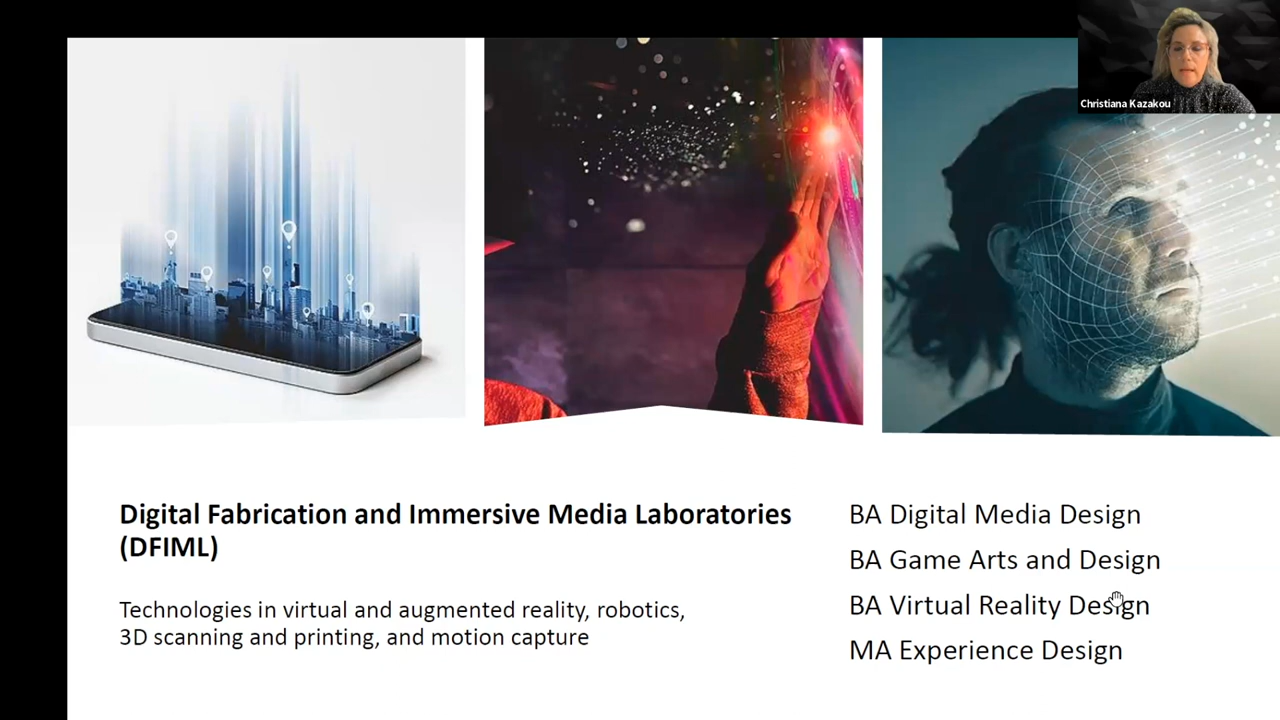 Christiana Kazakou
Digital Fabrication and Immersive Media Laboratories
(DFIML)
Technologies in virtual and augmented reality, robotics,
3D scanning and printing, and motion capture
BA Digital Media Design
BA Game Arts and Design
BA Virtual Reality Design
MA Experience Design